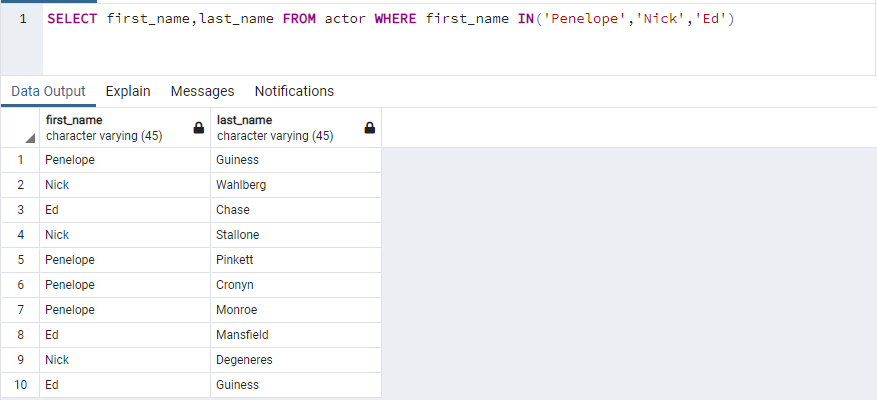 1 SELECT first_name,last_name FROM actor WHERE first_name IN('Penelope','Nick','Ed')
Data Output Explain Messages Notifications
first_name last_name
character varying (45) character varying (45)
1 Penelope Guiness
2 Nick Wahlberg
3 Ed Chase
4 Nick Stallone
5 Penelope Pinkett
6 Penelope Cronyn
7 Penelope Monroe
8 Ed Mansfield
9 Nick Degeneres
10 Ed Guiness